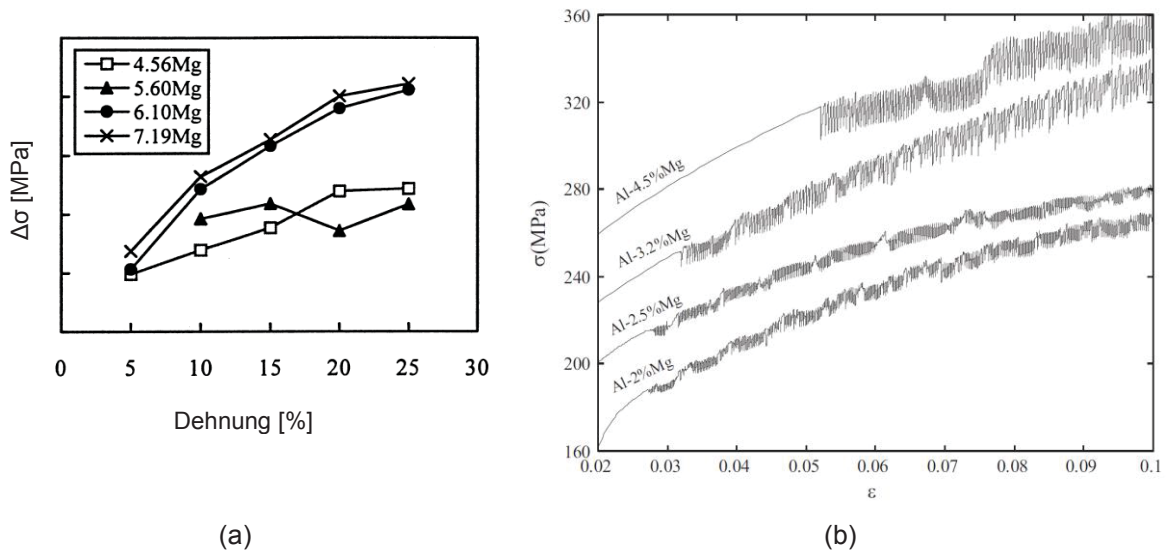 4.56Mg
5.60Mg
6.10Mg
7.19Mg
Δσ [MPa]
0 5 10 15 20 25 30
Dehnung [%]
(a)
360
320
280
240
200
160
σ(MPa)
Al-4.5%Mg
Al-3.2%Mg
Al-2.5%Mg
Al-2%Mg
0.02 0.03 0.04 0.05 0.06 0.07 0.08 0.09 0.1
ε
(b)